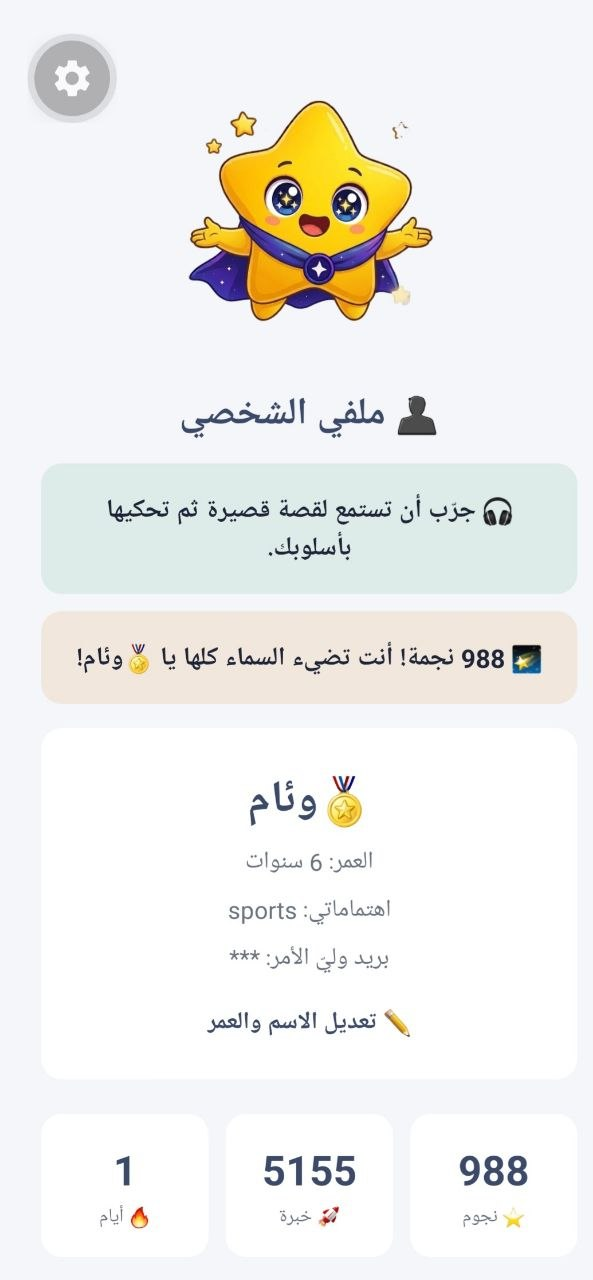 👤 ملفي الشخصي
🎧 جرّب أن تستمع لقصة قصيرة ثم تحكيها
بأسلوبك.
🌠 988 نجمة! أنت تضيء السماء كلها يا 🏅وئام!
🏅وئام
العمر: 6 سنوات
اهتماماتي: sports
بريد وليّ الأمر: ***
✏️ تعديل الاسم والعمر
988
⭐ نجوم
5155
🚀 خبرة
1
🔥 أيام